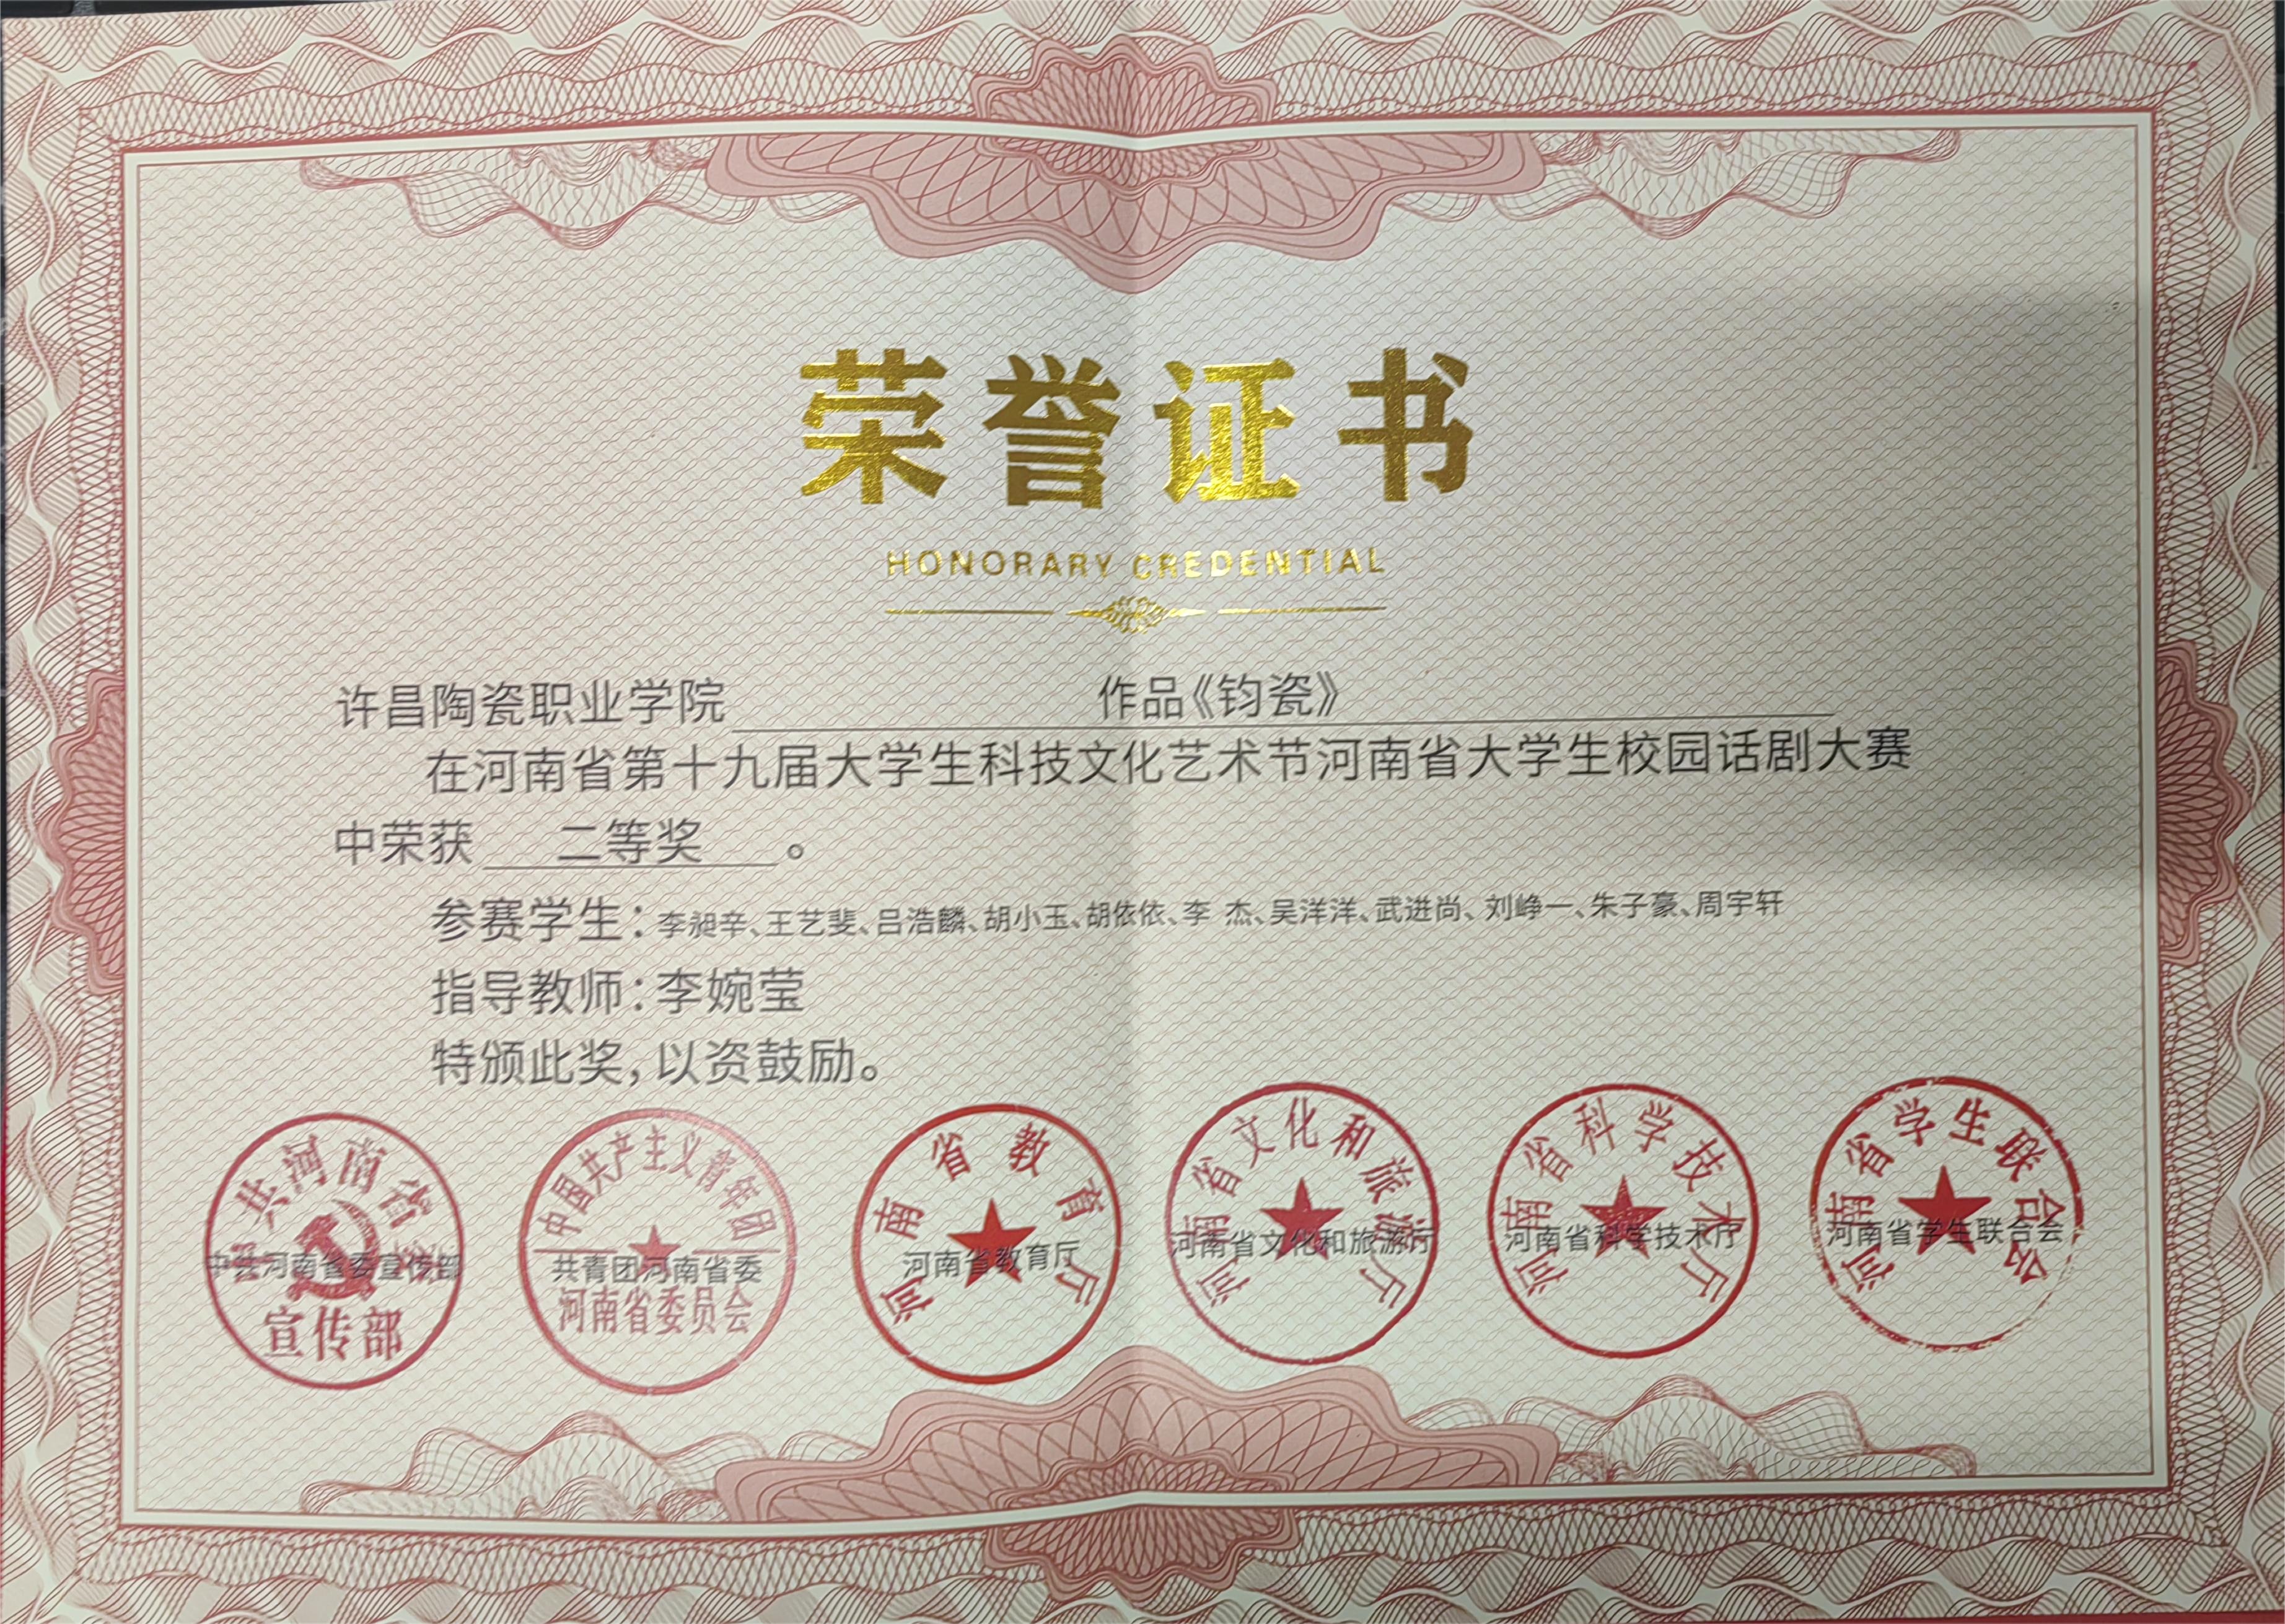 荣誉证书
HONORARY CREDENTIAL
许昌陶瓷职业学院 作品《钧瓷》
在河南省第十九届大学生科技文化艺术节河南省大学生校园话剧大赛
中荣获 二等奖 。
参赛学生：李昶辛、王艺斐、吕浩麟、胡小玉、胡依依、李 杰、吴洋洋、武进尚、刘峥一、朱子豪、周宇轩
指导教师：李婉莹
特颁此奖，以资鼓励。
中共河南省委
宣传部
中共河南省委宣传部
中国共产主义青年团
河南省委员会
共青团河南省委
河南省教育厅
河南省教育厅
河南省文化和旅游厅
河南省文化和旅游厅
河南省科学技术厅
河南省科学技术厅
河南省学生联合会
河南省学生联合会